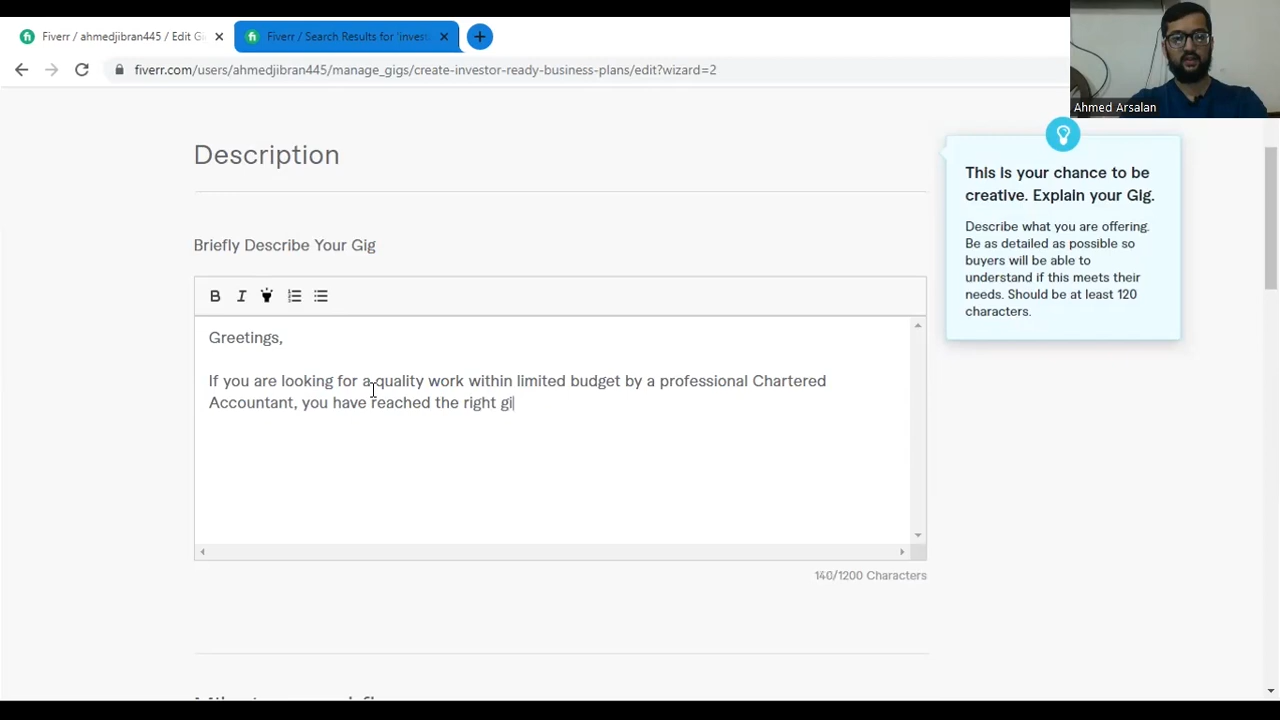 Fiverr / ahmedjibran445 / Edit Gi
Fiverr / Search Results for 'invest
fiverr.com/users/ahmedjibran445/manage_gigs/create-investor-ready-business-plans/edit?wizard=2
Ahmed Arsalan
Description
This is your chance to be
creative. Explain your Gig.
Describe what you are offering.
Be as detailed as possible so
buyers will be able to
understand if this meets their
needs. Should be at least 120
characters.
Briefly Describe Your Gig
B I
Greetings,
If you are looking for a quality work within limited budget by a professional Chartered
Accountant, you have reached the right gi
140/1200 Characters